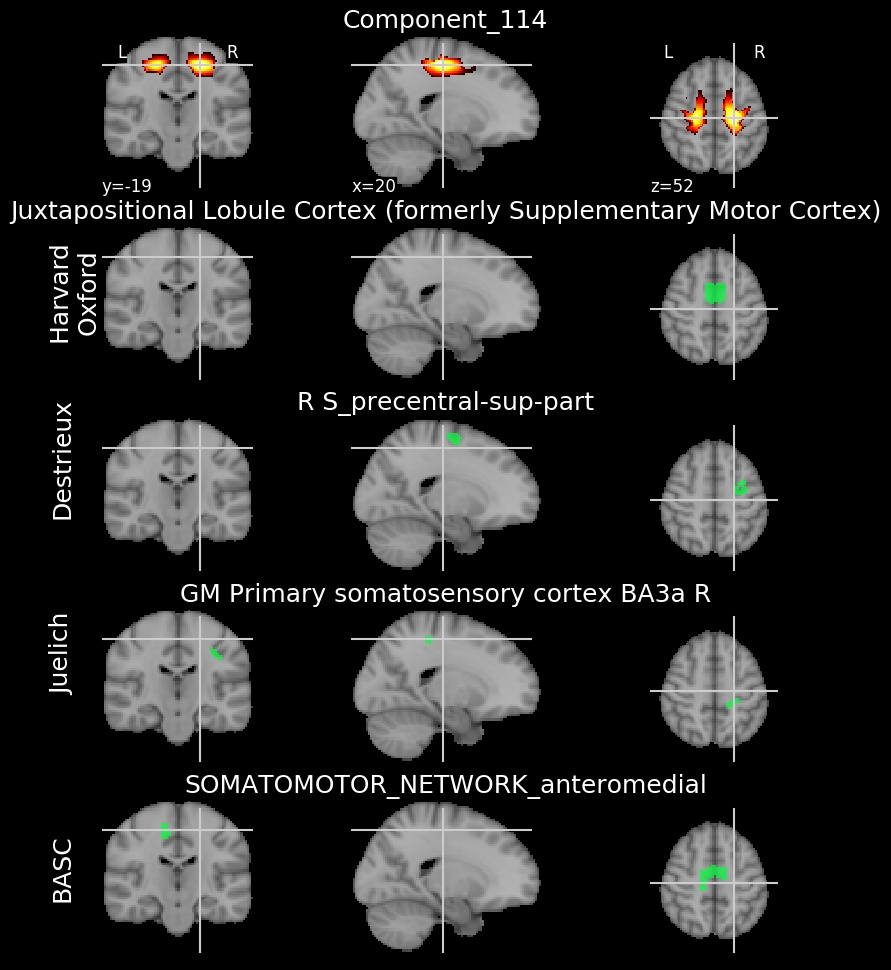 Component_114
L R
L R
y=-19
x=20
z=52
Juxtapositional Lobule Cortex (formerly Supplementary Motor Cortex)
Harvard
Oxford
R S_precentral-sup-part
Destrieux
GM Primary somatosensory cortex BA3a R
Juelich
SOMATOMOTOR_NETWORK_anteromedial
BASC